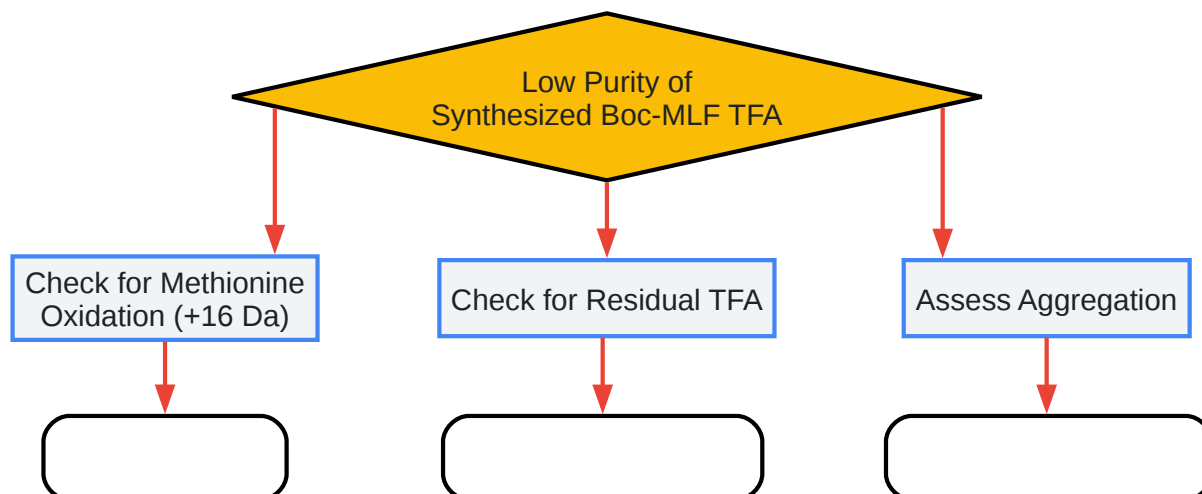 Low Purity of
Synthesized Boc-MLF TFA
Check for Methionine
Oxidation (+16 Da)
Check for Residual TFA
Assess Aggregation